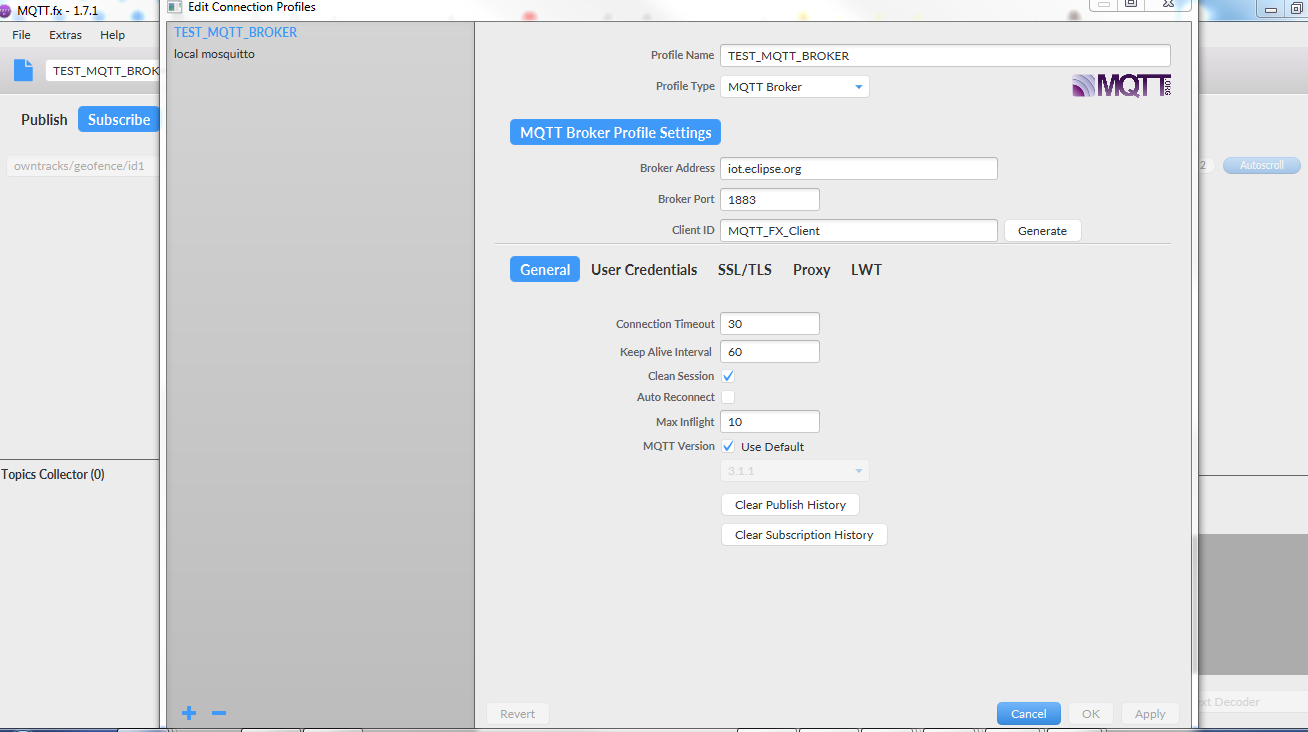 MQTT.fx - 1.7.1
File Extras Help
TEST_MQTT_BROK
Publish Subscribe
owntracks/geofence/id1
Topics Collector (0)
Edit Connection Profiles
TEST_MQTT_BROKER
local mosquitto
Profile Name TEST_MQTT_BROKER
Profile Type MQTT Broker
MQTT.ORG
MQTT Broker Profile Settings
Broker Address iot.eclipse.org
Broker Port 1883
Client ID MQTT_FX_Client Generate
General User Credentials SSL/TLS Proxy LWT
Connection Timeout 30
Keep Alive Interval 60
Clean Session
Auto Reconnect
Max Inflight 10
MQTT Version Use Default
3.1.1
Clear Publish History
Clear Subscription History
Revert Cancel OK Apply
2 Autoscroll
Decoder